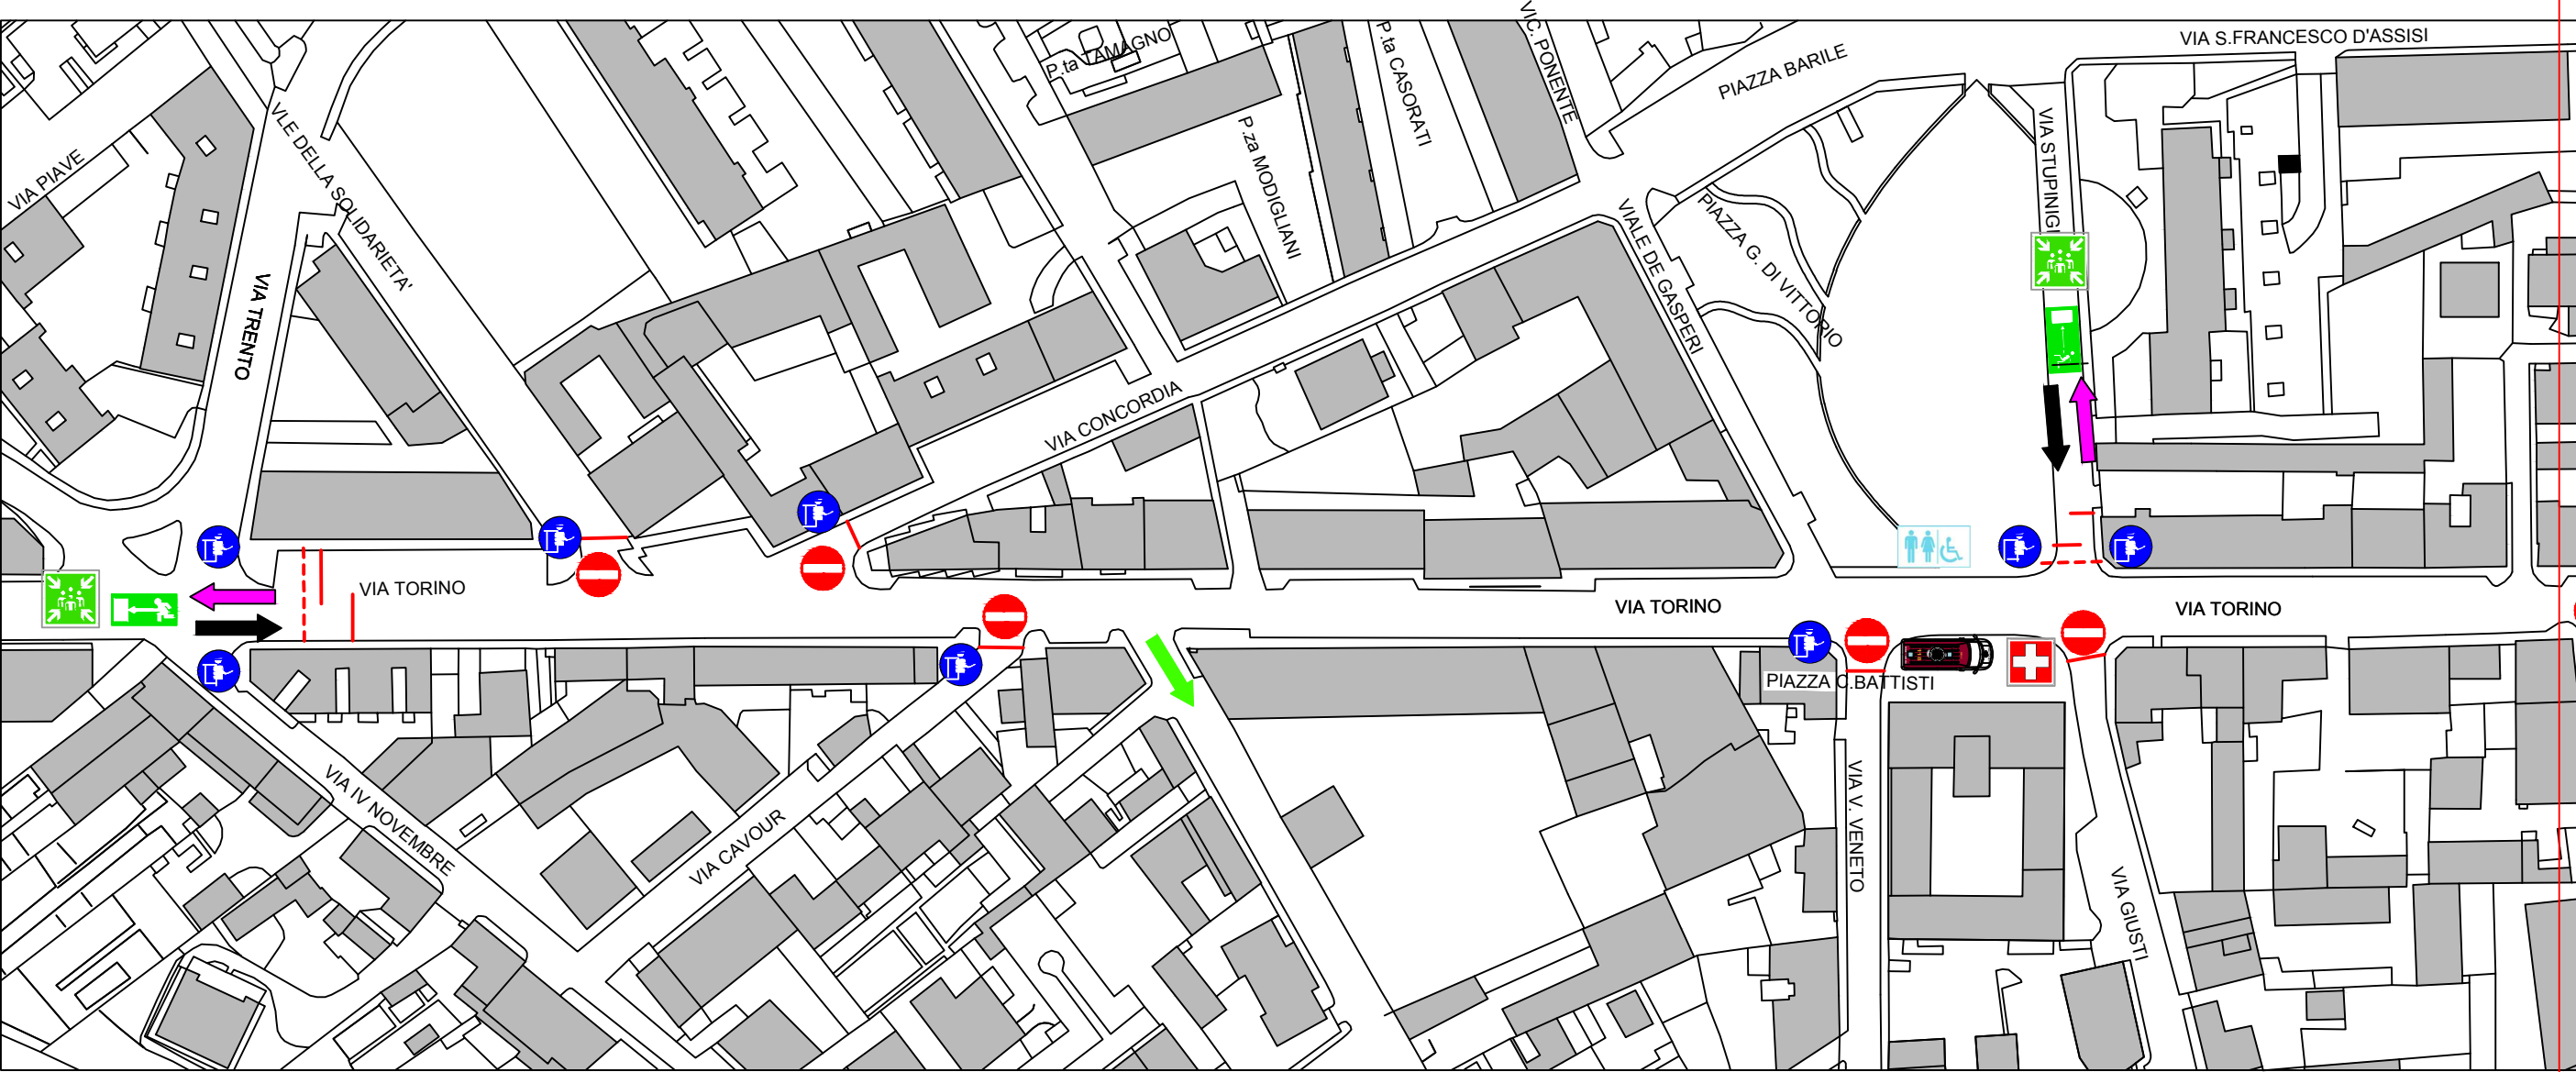 VIA S.FRANCESCO D'ASSISI
VIC. PONENTE
P.ta TAMAGNO
P.ta CASORATI
PIAZZA BARILE
VIA PIAVE
VLE DELLA SOLIDARIETA'
P.za MODIGLIANI
VIA STUPINIGI
VIA TRENTO
VIALE DE GASPERI
PIAZZA G. DI VITTORIO
VIA CONCORDIA
VIA TORINO
VIA TORINO
VIA TORINO
PIAZZA C.BATTISTI
VIA IV NOVEMBRE
VIA CAVOUR
VIA V. VENETO
VIA GIUSTI